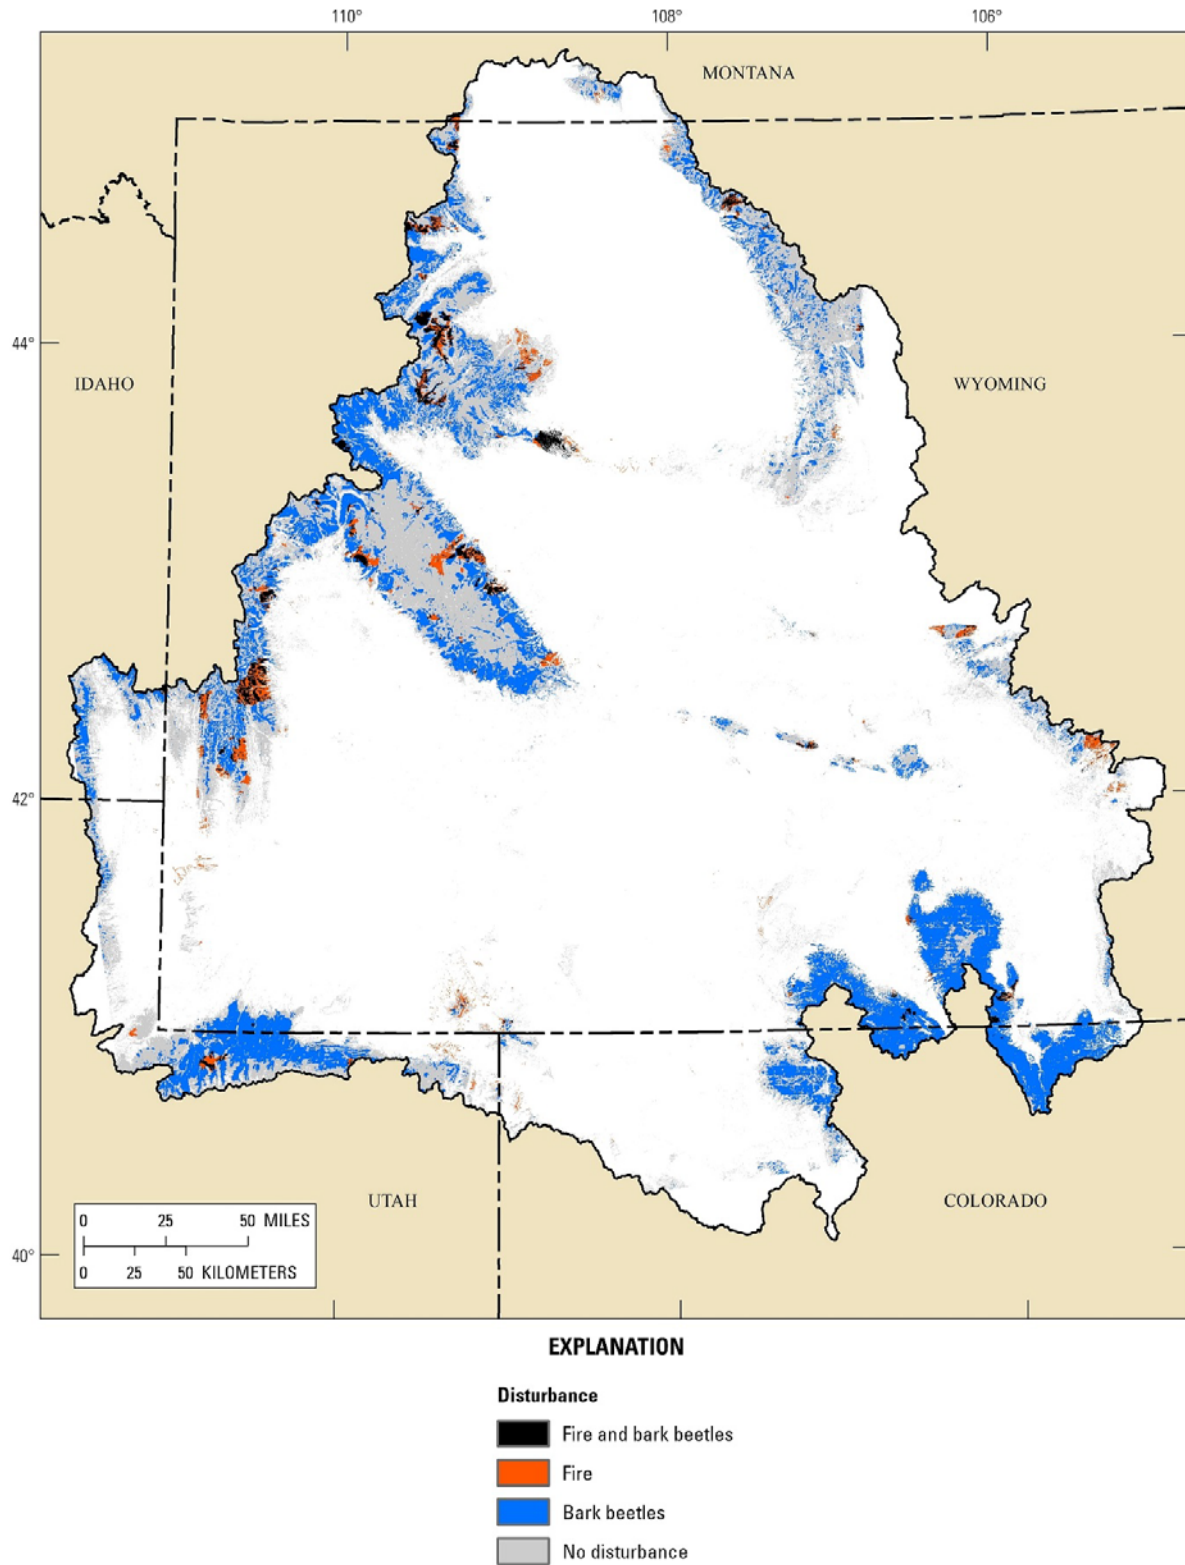 110° 108° 106°
MONTANA
44°
IDAHO WYOMING
42°
UTAH COLORADO
0 25 50 MILES
0 25 50 KILOMETERS
40°
EXPLANATION
Disturbance
Fire and bark beetles
Fire
Bark beetles
No disturbance